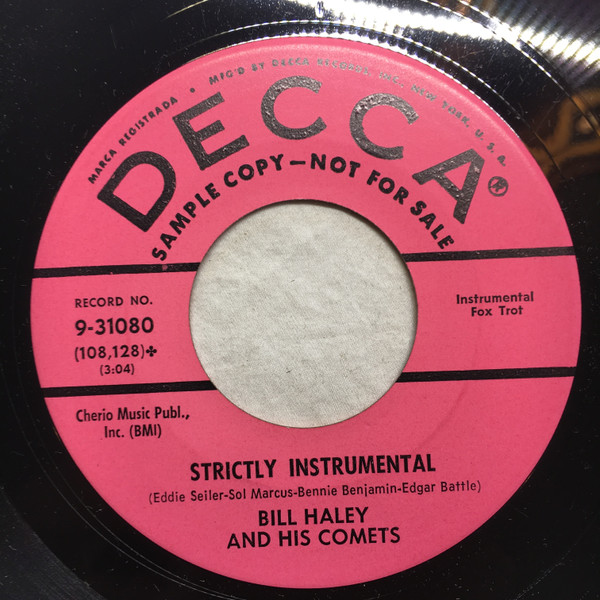 MARCA REGISTRADA • MFG'D BY DECCA RECORDS, INC., NEW YORK, U.S.A.
DECCA®
SAMPLE COPY—NOT FOR SALE
RECORD NO.
9-31080
(108,128)✤
(3:04)
Instrumental
Fox Trot
Cherio Music Publ.,
Inc. (BMI)
STRICTLY INSTRUMENTAL
(Eddie Seiler-Sol Marcus-Bennie Benjamin-Edgar Battle)
BILL HALEY
AND HIS COMETS